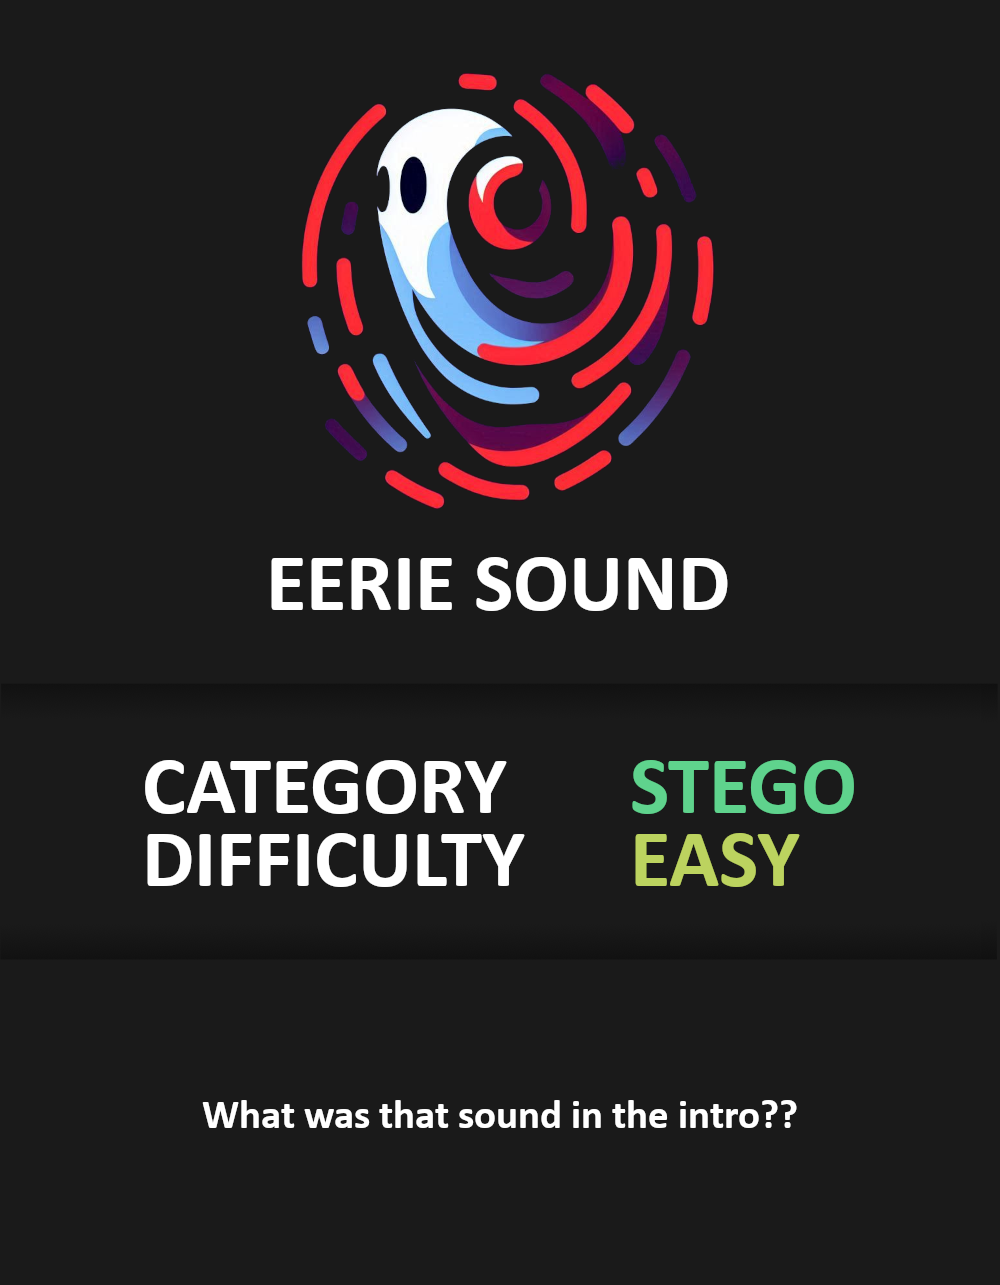 EERIE SOUND
CATEGORY STEGO
DIFFICULTY EASY
What was that sound in the intro??